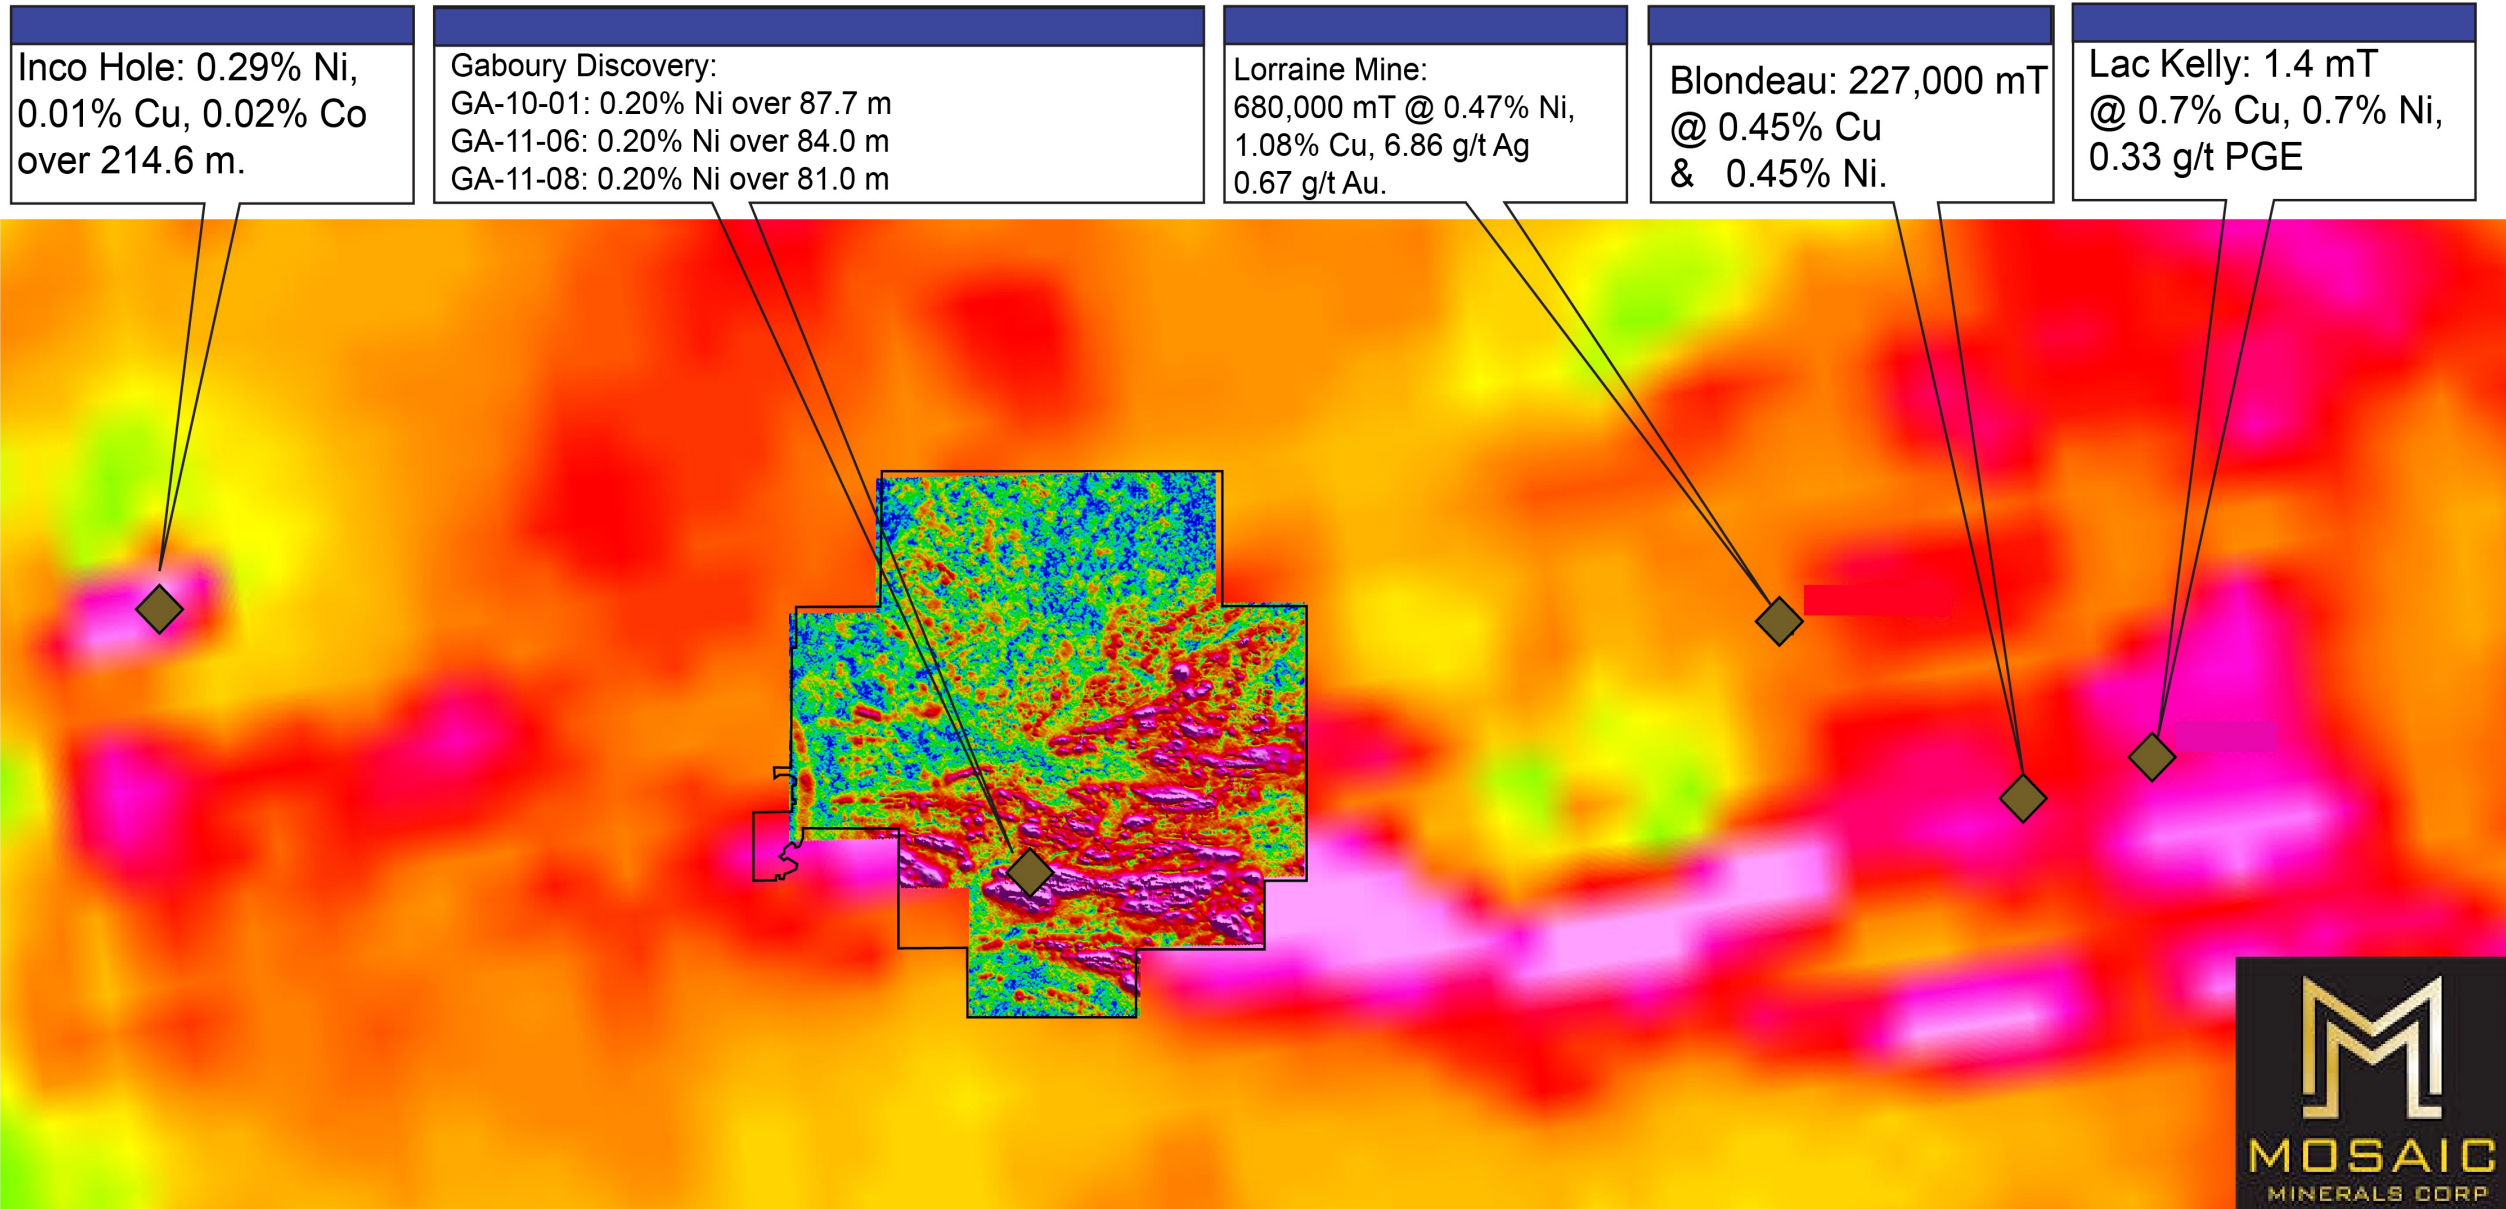 Inco Hole: 0.29% Ni,
0.01% Cu, 0.02% Co
over 214.6 m.
Gaboury Discovery:
GA-10-01: 0.20% Ni over 87.7 m
GA-11-06: 0.20% Ni over 84.0 m
GA-11-08: 0.20% Ni over 81.0 m
Lorraine Mine:
680,000 mT @ 0.47% Ni,
1.08% Cu, 6.86 g/t Ag
0.67 g/t Au.
Blondeau: 227,000 mT
@ 0.45% Cu
& 0.45% Ni.
Lac Kelly: 1.4 mT
@ 0.7% Cu, 0.7% Ni,
0.33 g/t PGE
MOSAIC
MINERALS CORP